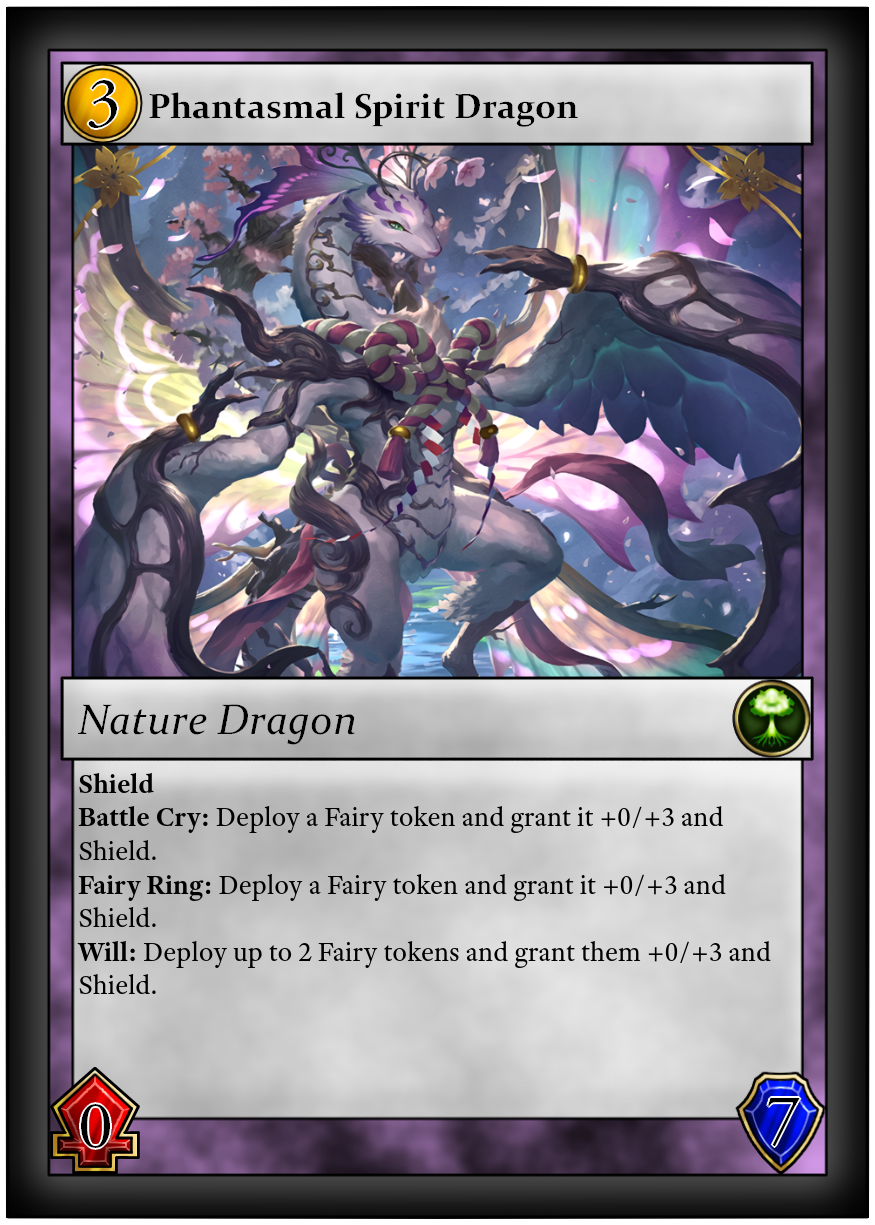 3 Phantasmal Spirit Dragon
Nature Dragon
Shield
Battle Cry: Deploy a Fairy token and grant it +0/+3 and
Shield.
Fairy Ring: Deploy a Fairy token and grant it +0/+3 and
Shield.
Will: Deploy up to 2 Fairy tokens and grant them +0/+3 and
Shield.
0 7